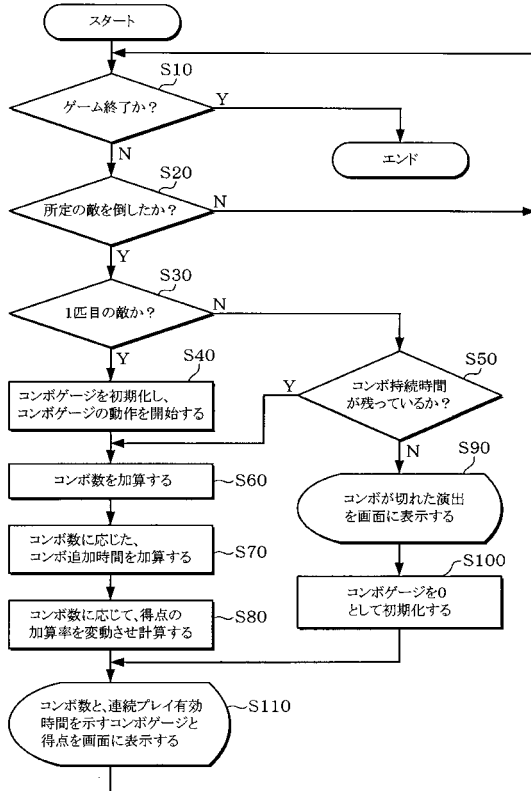 スタート
S10
ゲーム終了か?
Y
N
エンド
S20
所定の敵を倒したか?
N
Y
S30
1匹目の敵か?
N
Y
S40
コンボゲージを初期化し、
コンボゲージの動作を開始する
S50
コンボ持続時間
が残っているか?
Y
N
S60
コンボ数を加算する
S90
コンボが切れた演出
を画面に表示する
S70
コンボ数に応じた、
コンボ追加時間を加算する
S100
コンボゲージを0
として初期化する
S80
コンボ数に応じて、得点の
加算率を変動させ計算する
S110
コンボ数と、連続プレイ有効
時間を示すコンボゲージと
得点を画面に表示する